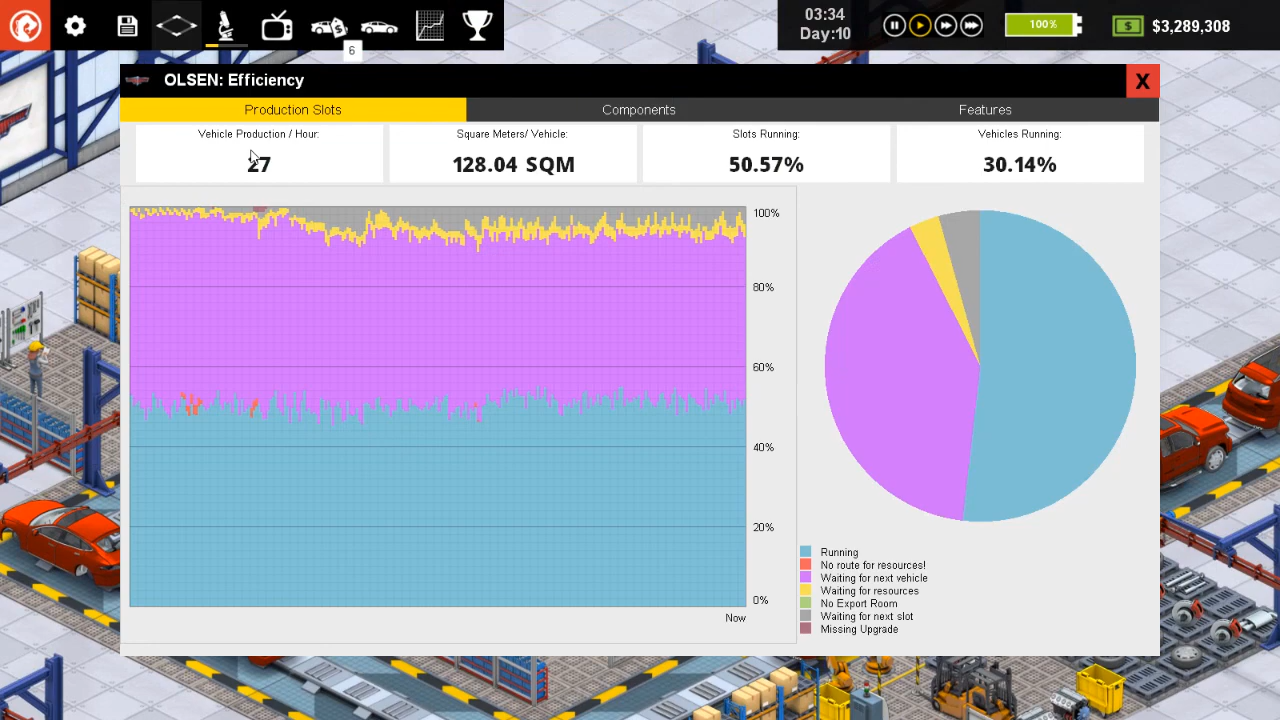 03:34
Day:10
100%
$3,289,308
6
OLSEN: Efficiency
X
Production Slots
Components
Features
Vehicle Production / Hour:
27
Square Meters/ Vehicle:
128.04 SQM
Slots Running:
50.57%
Vehicles Running:
30.14%
100%
80%
60%
40%
20%
0%
Now
Running
No route for resources!
Waiting for next vehicle
Waiting for resources
No Export Room
Waiting for next slot
Missing Upgrade